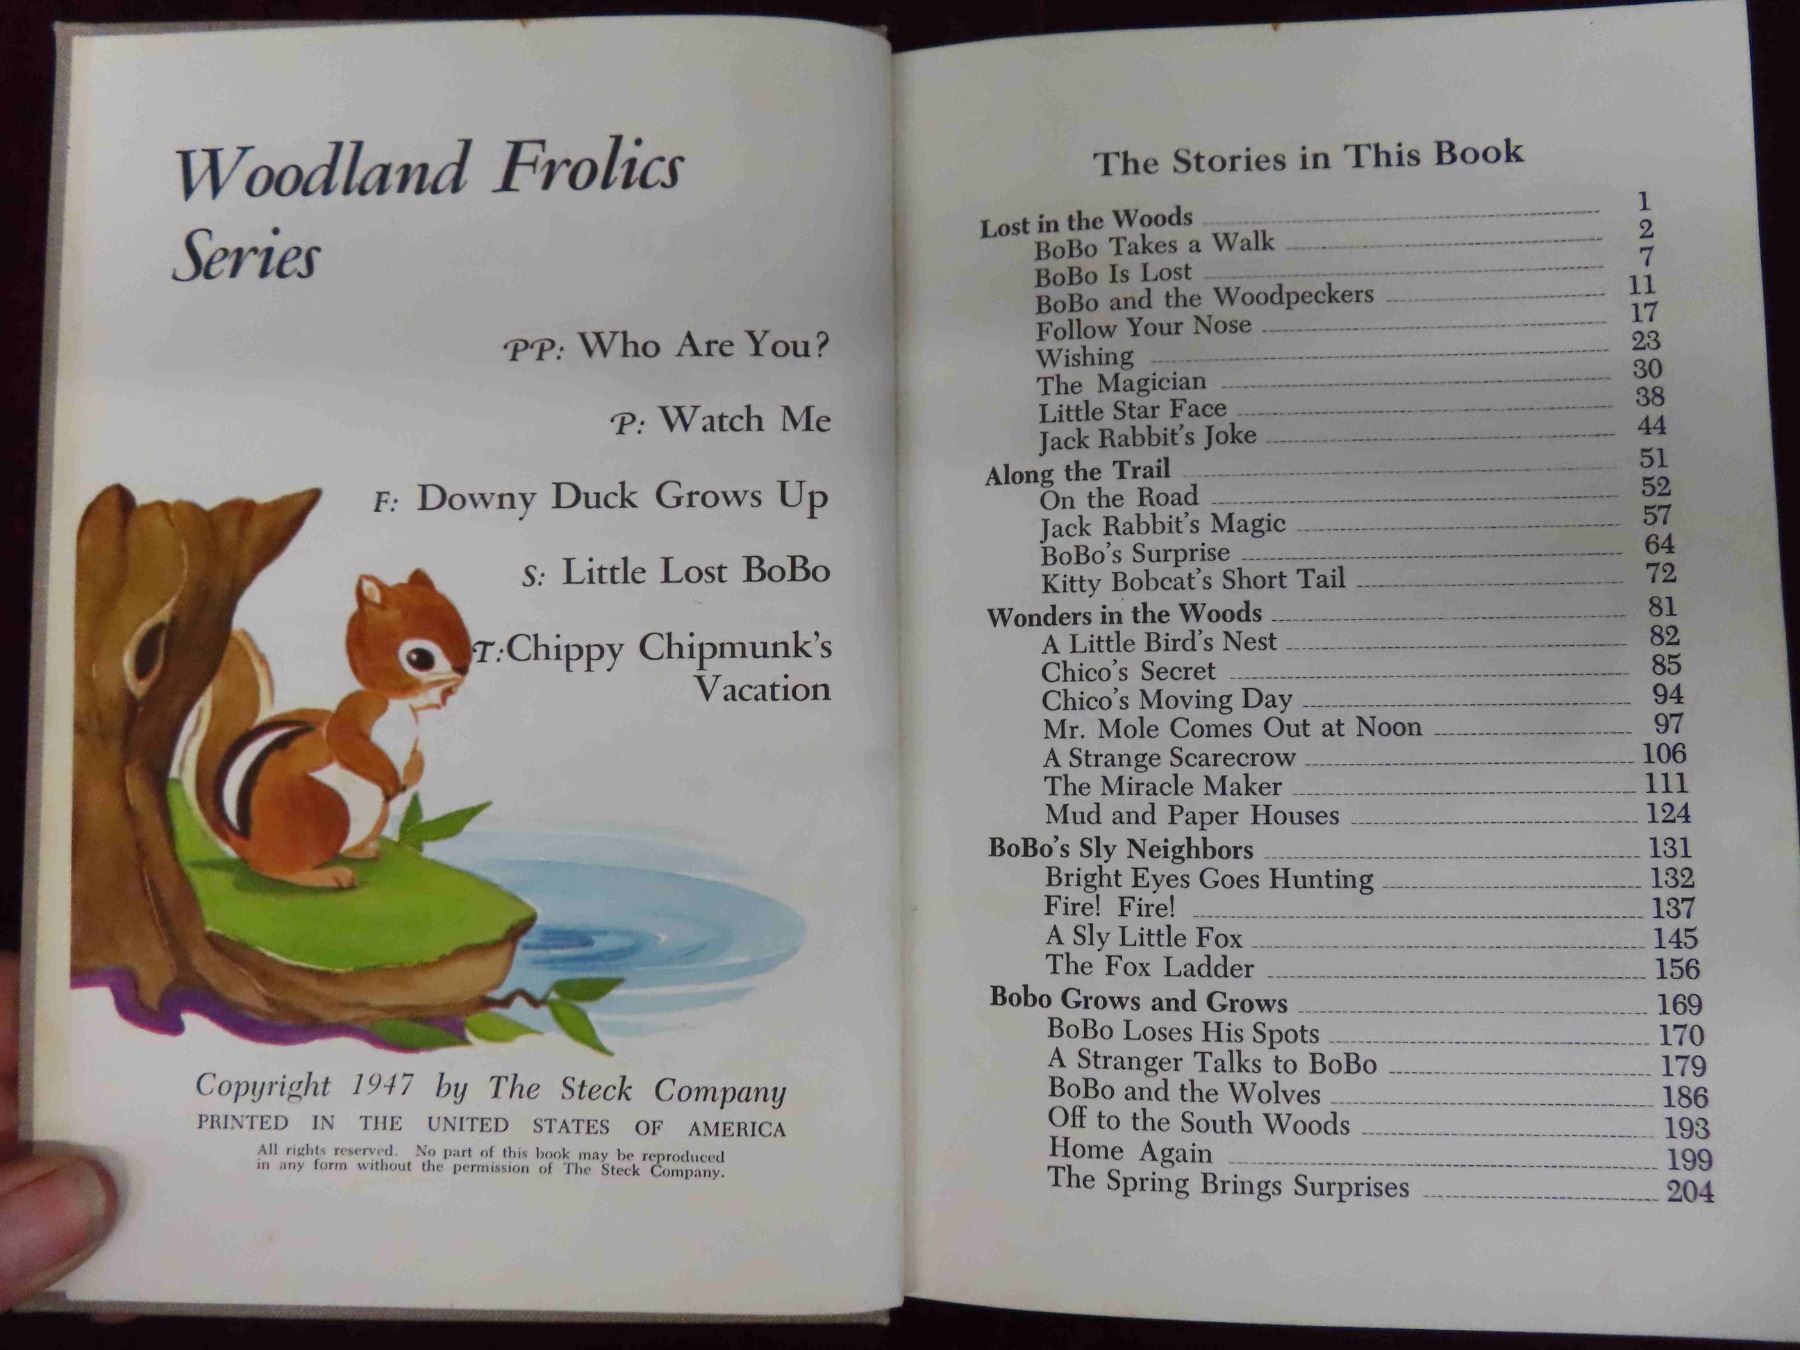 Woodland Frolics
Series
PP: Who Are You?
P: Watch Me
F: Downy Duck Grows Up
S: Little Lost BoBo
T: Chippy Chipmunk's
Vacation
Copyright 1947 by The Steck Company
PRINTED IN THE UNITED STATES OF AMERICA
All rights reserved. No part of this book may be reproduced
in any form without the permission of The Steck Company.
The Stories in This Book
Lost in the Woods 1
BoBo Takes a Walk 2
BoBo Is Lost 7
BoBo and the Woodpeckers 11
Follow Your Nose 17
Wishing 23
The Magician 30
Little Star Face 38
Jack Rabbit's Joke 44
Along the Trail 51
On the Road 52
Jack Rabbit's Magic 57
BoBo's Surprise 64
Kitty Bobcat's Short Tail 72
Wonders in the Woods 81
A Little Bird's Nest 82
Chico's Secret 85
Chico's Moving Day 94
Mr. Mole Comes Out at Noon 97
A Strange Scarecrow 106
The Miracle Maker 111
Mud and Paper Houses 124
BoBo's Sly Neighbors 131
Bright Eyes Goes Hunting 132
Fire! Fire! 137
A Sly Little Fox 145
The Fox Ladder 156
Bobo Grows and Grows 169
BoBo Loses His Spots 170
A Stranger Talks to BoBo 179
BoBo and the Wolves 186
Off to the South Woods 193
Home Again 199
The Spring Brings Surprises 204